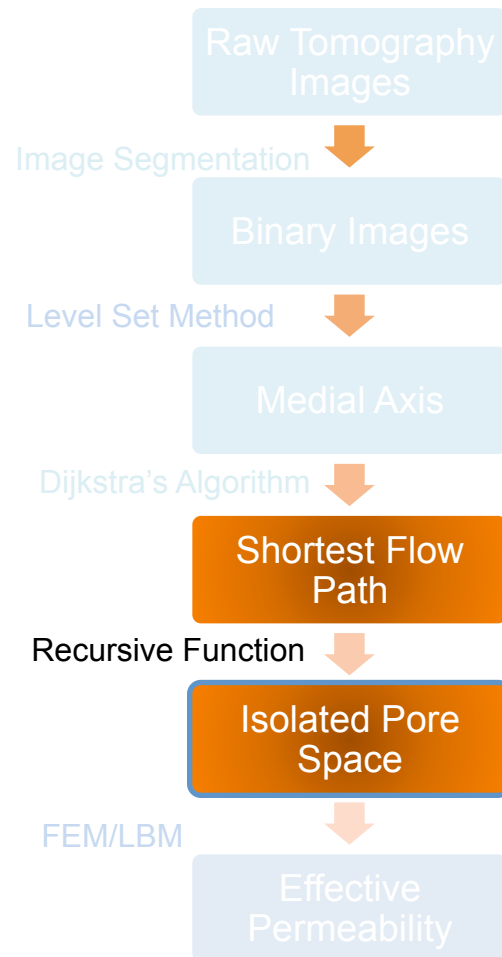 Raw Tomography
Images
Image Segmentation
Binary Images
Level Set Method
Medial Axis
Dijkstra's Algorithm
Shortest Flow
Path
Recursive Function
Isolated Pore
Space
FEM/LBM
Effective
Permeability